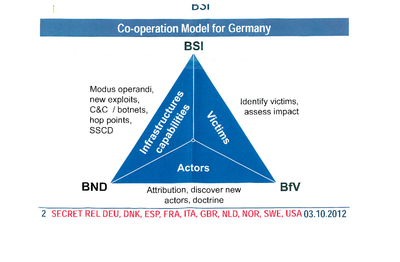 BSI
Co-operation Model for Germany
BSI
Modus operandi,
new exploits,
C&C / botnets,
hop points,
SSCD
Infrastructures
capabilities
Victims
Identify victims,
assess impact
Actors
BND
BfV
Attribution, discover new
actors, doctrine
2 SECRET REL DEU, DNK, ESP, FRA, ITA, GBR, NLD, NOR, SWE, USA 03.10.2012